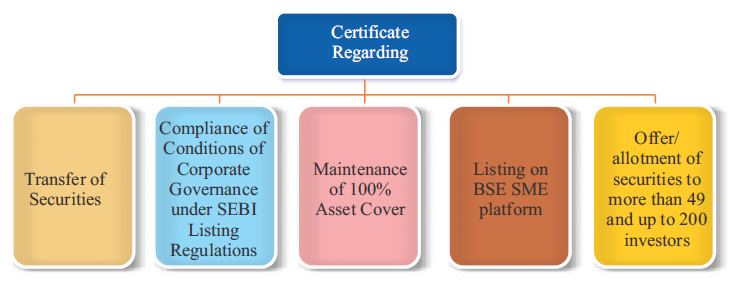 Certificate
Regarding
Transfer of
Securities
Compliance of
Conditions of
Corporate
Governance
under SEBI
Listing
Regulations
Maintenance
of 100%
Asset Cover
Listing on
BSE SME
platform
Offer/
allotment of
securities to
more than 49
and up to 200
investors